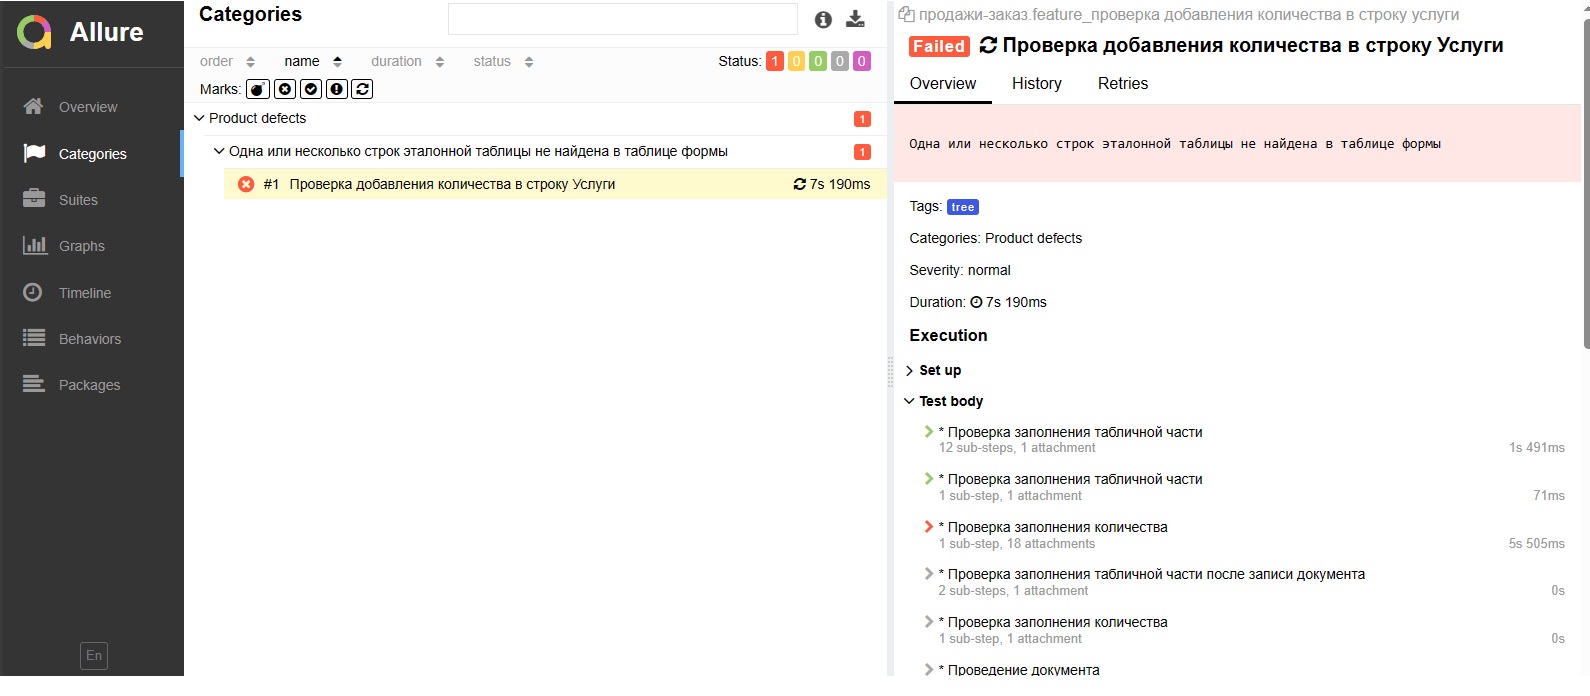 Allure
Overview
Categories
Suites
Graphs
Timeline
Behaviors
Packages
En
Categories
order name duration status
Status: 1 0 0 0 0
Marks:
Product defects 1
Одна или несколько строк эталонной таблицы не найдена в таблице формы 1
#1 Проверка добавления количества в строку Услуги 7s 190ms
продажи-заказ.feature_проверка добавления количества в строку услуги
Failed Проверка добавления количества в строку Услуги
Overview History Retries
Одна или несколько строк эталонной таблицы не найдена в таблице формы
Tags: tree
Categories: Product defects
Severity: normal
Duration: 7s 190ms
Execution
Set up
Test body
* Проверка заполнения табличной части
12 sub-steps, 1 attachment 1s 491ms
* Проверка заполнения табличной части
1 sub-step, 1 attachment 71ms
* Проверка заполнения количества
1 sub-step, 18 attachments 5s 505ms
* Проверка заполнения табличной части после записи документа
2 sub-steps, 1 attachment 0s
* Проверка заполнения количества
1 sub-step, 1 attachment 0s
* Проведение документа